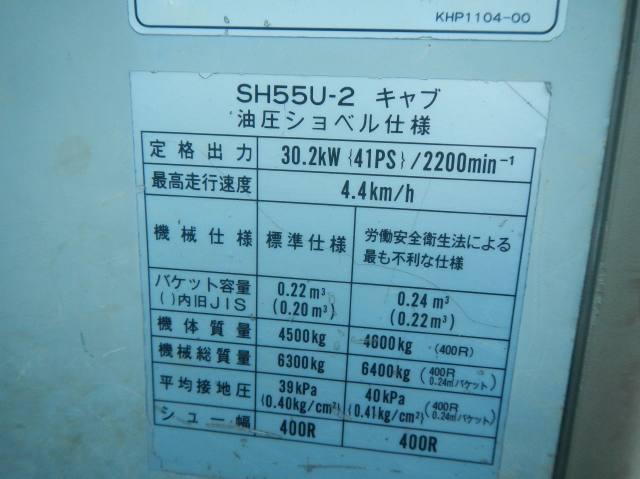 KHP1104-00
SH55U-2 キャブ
油圧ショベル仕様
定格出力 30.2kW {41PS}/2200min⁻¹
最高走行速度 4.4km/h
機械仕様 標準仕様 労働安全衛生法による
最も不利な仕様
バケット容量 0.22m³ 0.24m³
( )内旧JIS (0.20m³) (0.22m³)
機体質量 4500kg 4600kg (400R)
機械総質量 6300kg 6400kg (400R 0.24m³バケット)
平均接地圧 39kPa 40kPa (400R
{0.40kg/cm²} {0.41kg/cm²} 0.24m³バケット)
シュー幅 400R 400R